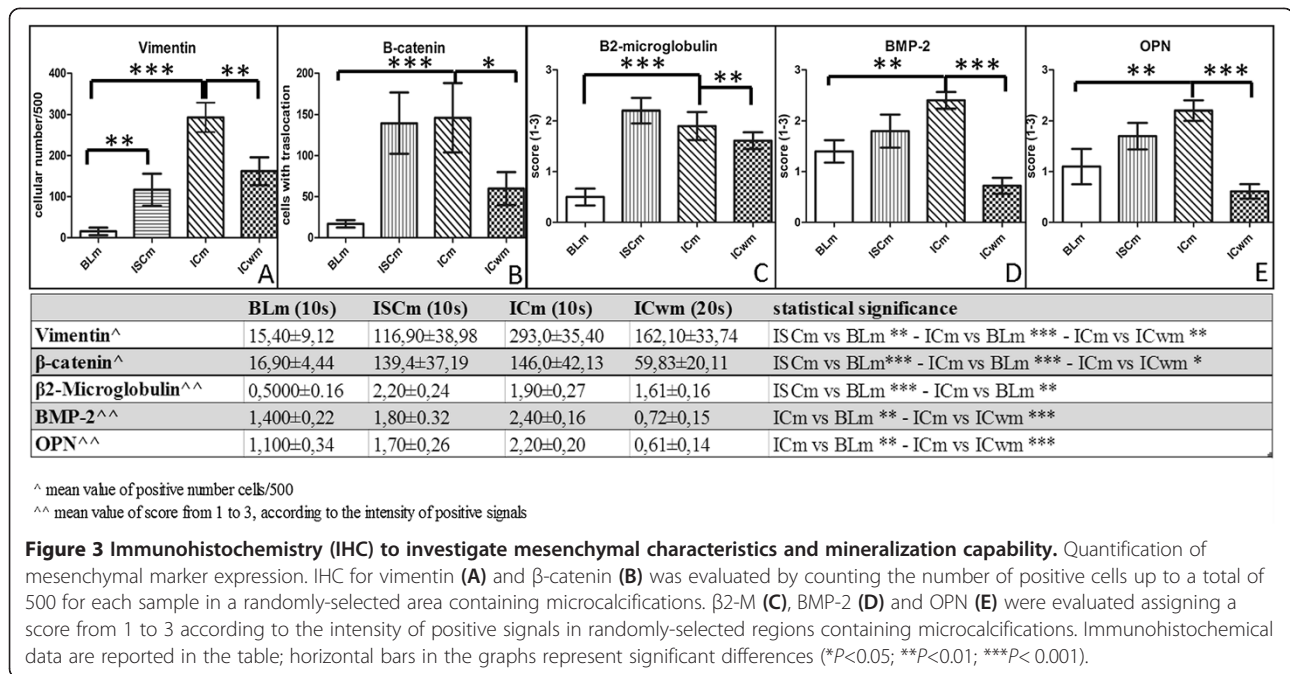 Vimentin
*** **
**
cellular number/500
400
300
200
100
0
BLm ISCm ICm ICwm
A
B-catenin
*** *
cells with traslocation
200
150
100
50
0
BLm ISCm ICm ICwm
B
B2-microglobulin
*** **
score (1-3)
3
2
1
0
BLm ISCm ICm ICwm
C
BMP-2
** ***
score (1-3)
3
2
1
0
BLm ISCm ICm ICwm
D
OPN
** ***
score (1-3)
3
2
1
0
BLm ISCm ICm ICwm
E
BLm (10s) ISCm (10s) ICm (10s) ICwm (20s) statistical significance
Vimentin^ 15,40±9,12 116,90±38,98 293,0±35,40 162,10±33,74 ISCm vs BLm ** - ICm vs BLm *** - ICm vs ICwm **
β-catenin^ 16,90±4,44 139,4±37,19 146,0±42,13 59,83±20,11 ISCm vs BLm*** - ICm vs BLm *** - ICm vs ICwm *
β2-Microglobulin^^ 0,5000±0.16 2,20±0,24 1,90±0,27 1,61±0,16 ISCm vs BLm *** - ICm vs BLm **
BMP-2^^ 1,400±0,22 1,80±0.32 2,40±0,16 0,72±0,15 ICm vs BLm ** - ICm vs ICwm ***
OPN^^ 1,100±0,34 1,70±0,26 2,20±0,20 0,61±0,14 ICm vs BLm ** - ICm vs ICwm ***
^ mean value of positive number cells/500
^^ mean value of score from 1 to 3, according to the intensity of positive signals
Figure 3 Immunohistochemistry (IHC) to investigate mesenchymal characteristics and mineralization capability. Quantification of
mesenchymal marker expression. IHC for vimentin (A) and β-catenin (B) was evaluated by counting the number of positive cells up to a total of
500 for each sample in a randomly-selected area containing microcalcifications. β2-M (C), BMP-2 (D) and OPN (E) were evaluated assigning a
score from 1 to 3 according to the intensity of positive signals in randomly-selected regions containing microcalcifications. Immunohistochemical
data are reported in the table; horizontal bars in the graphs represent significant differences (*P<0.05; **P<0.01; ***P< 0.001).